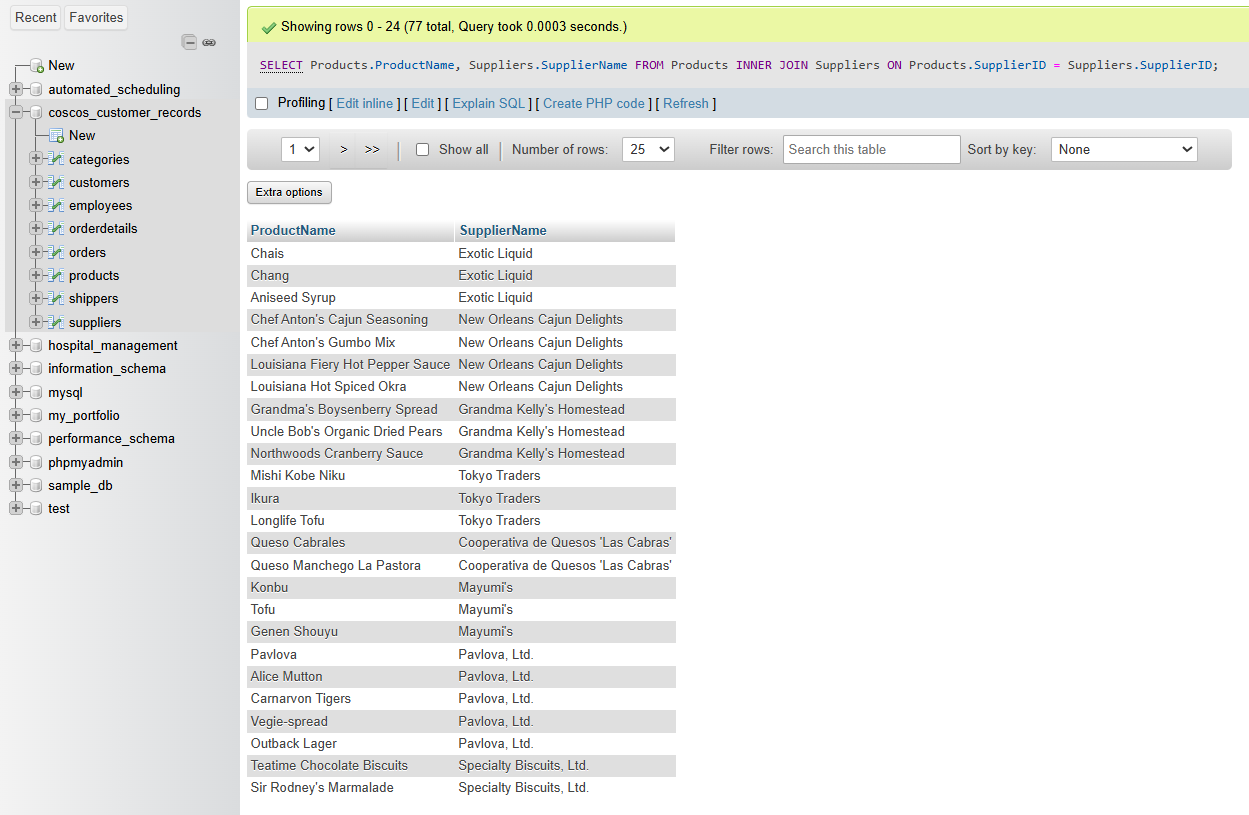 Recent Favorites
New
automated_scheduling
coscos_customer_records
New
categories
customers
employees
orderdetails
orders
products
shippers
suppliers
hospital_management
information_schema
mysql
my_portfolio
performance_schema
phpmyadmin
sample_db
test
Showing rows 0 - 24 (77 total, Query took 0.0003 seconds.)
SELECT Products.ProductName, Suppliers.SupplierName FROM Products INNER JOIN Suppliers ON Products.SupplierID = Suppliers.SupplierID;
Profiling [ Edit inline ] [ Edit ] [ Explain SQL ] [ Create PHP code ] [ Refresh ]
1 > >> | Show all | Number of rows: 25 Filter rows: Search this table Sort by key: None
Extra options
ProductName SupplierName
Chais Exotic Liquid
Chang Exotic Liquid
Aniseed Syrup Exotic Liquid
Chef Anton's Cajun Seasoning New Orleans Cajun Delights
Chef Anton's Gumbo Mix New Orleans Cajun Delights
Louisiana Fiery Hot Pepper Sauce New Orleans Cajun Delights
Louisiana Hot Spiced Okra New Orleans Cajun Delights
Grandma's Boysenberry Spread Grandma Kelly's Homestead
Uncle Bob's Organic Dried Pears Grandma Kelly's Homestead
Northwoods Cranberry Sauce Grandma Kelly's Homestead
Mishi Kobe Niku Tokyo Traders
Ikura Tokyo Traders
Longlife Tofu Tokyo Traders
Queso Cabrales Cooperativa de Quesos 'Las Cabras'
Queso Manchego La Pastora Cooperativa de Quesos 'Las Cabras'
Konbu Mayumi's
Tofu Mayumi's
Genen Shouyu Mayumi's
Pavlova Pavlova, Ltd.
Alice Mutton Pavlova, Ltd.
Carnarvon Tigers Pavlova, Ltd.
Vegie-spread Pavlova, Ltd.
Outback Lager Pavlova, Ltd.
Teatime Chocolate Biscuits Specialty Biscuits, Ltd.
Sir Rodney's Marmalade Specialty Biscuits, Ltd.